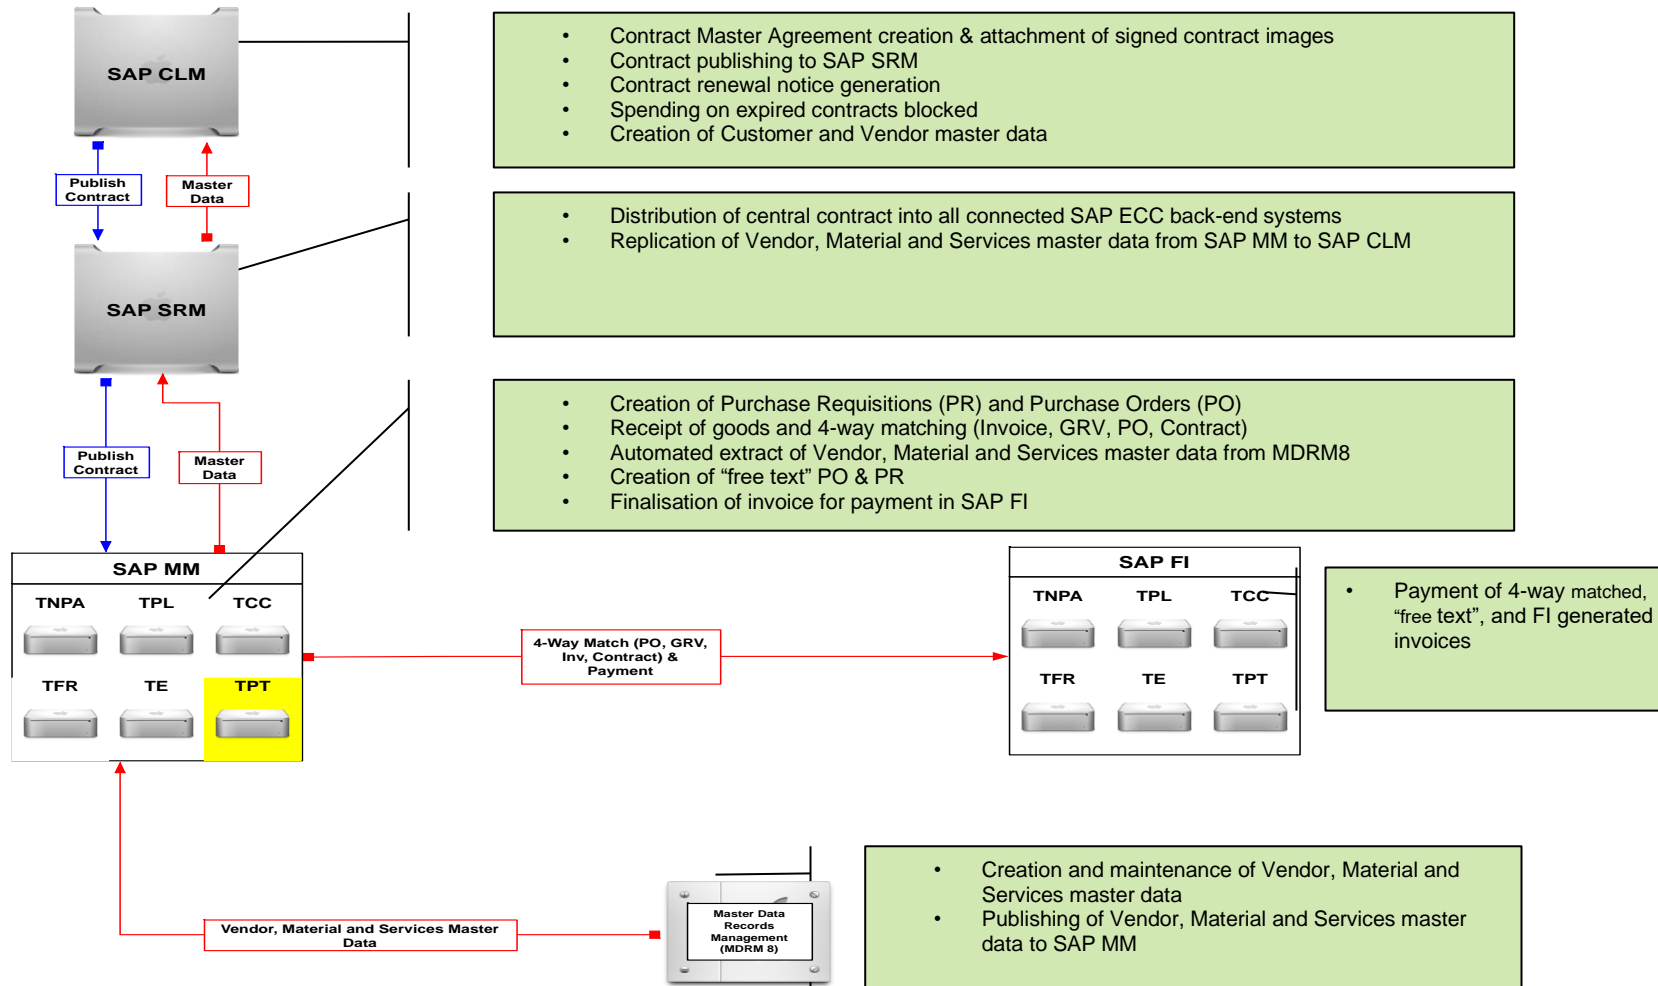 SAP CLM
• Contract Master Agreement creation & attachment of signed contract images
• Contract publishing to SAP SRM
• Contract renewal notice generation
• Spending on expired contracts blocked
• Creation of Customer and Vendor master data
Publish
Contract
Master
Data
SAP SRM
• Distribution of central contract into all connected SAP ECC back-end systems
• Replication of Vendor, Material and Services master data from SAP MM to SAP CLM
Publish
Contract
Master
Data
• Creation of Purchase Requisitions (PR) and Purchase Orders (PO)
• Receipt of goods and 4-way matching (Invoice, GRV, PO, Contract)
• Automated extract of Vendor, Material and Services master data from MDRM8
• Creation of “free text” PO & PR
• Finalisation of invoice for payment in SAP FI
SAP MM
TNPA TPL TCC
TFR TE TPT
4-Way Match (PO, GRV,
Inv, Contract) &
Payment
SAP FI
TNPA TPL TCC
TFR TE TPT
• Payment of 4-way matched,
“free text”, and FI generated
invoices
Vendor, Material and Services Master
Data
Master Data
Records
Management
(MDRM 8)
• Creation and maintenance of Vendor, Material and
Services master data
• Publishing of Vendor, Material and Services master
data to SAP MM